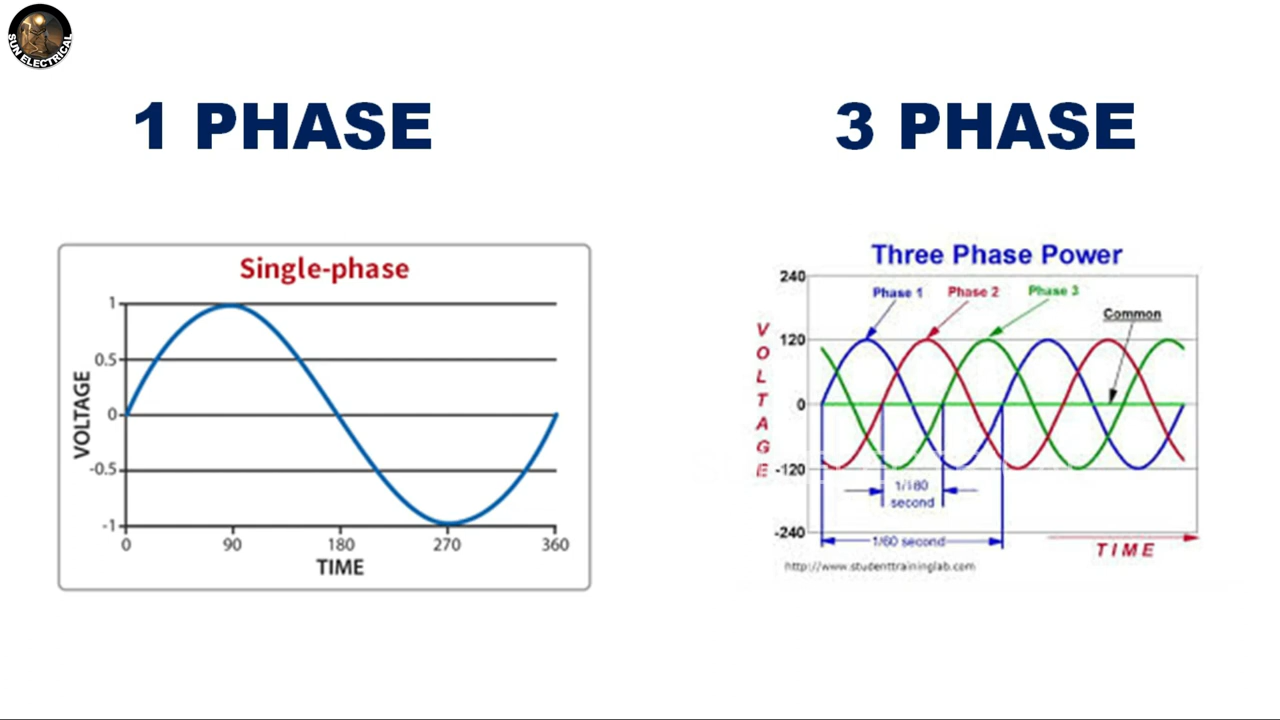 SUN ELECTRICAL
1 PHASE
3 PHASE
Single-phase
1
0.5
0
-0.5
-1
VOLTAGE
0 90 180 270 360
TIME
Three Phase Power
240
120
0
-120
-240
VOLTAGE
Phase 1 Phase 2 Phase 3
Common
1/180
second
1/60 second
TIME
http://www.studenttraininglab.com